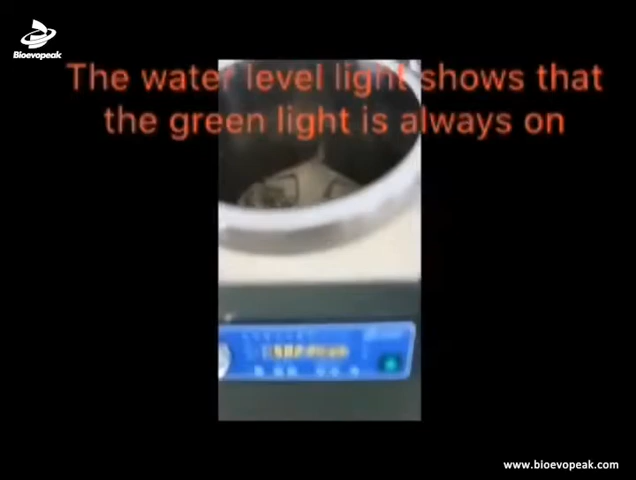 Bioevopeak
The water level light shows that
the green light is always on
www.bioevopeak.com